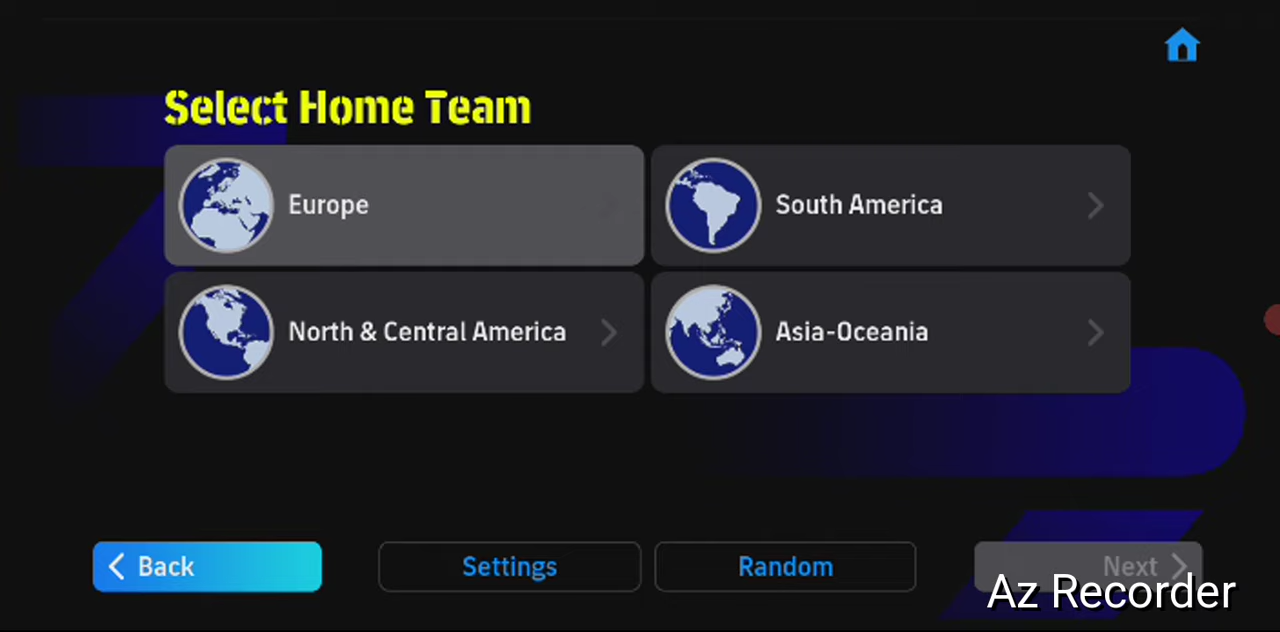 Select Home Team
Europe
South America
North & Central America
Asia-Oceania
Back
Settings
Random
Next
Az Recorder